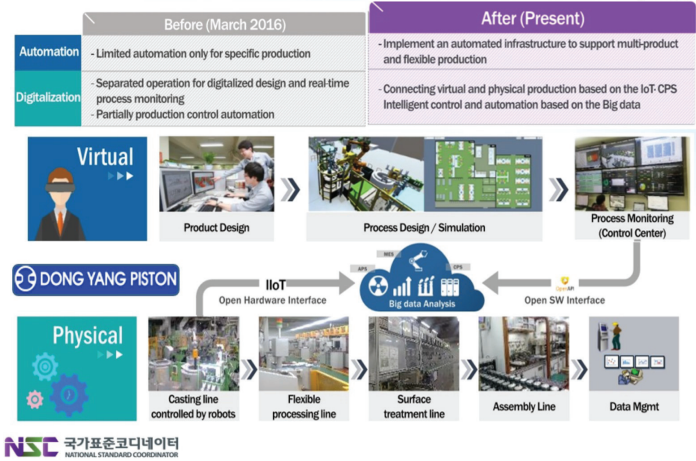 Before (March 2016)
After (Present)
Automation
- Limited automation only for specific production
- Implement an automated infrastructure to support multi-product
and flexible production
Digitalization
- Separated operation for digitalized design and real-time
process monitoring
- Partially production control automation
- Connecting virtual and physical production based on the IoT- CPS
Intelligent control and automation based on the Big data
Virtual
Product Design
Process Design / Simulation
Process Monitoring
(Control Center)
DONG YANG PISTON
IIoT
Open Hardware Interface
APS
MES
CPS
Big data Analysis
OpenAPI
Open SW Interface
Physical
Casting line
controlled by robots
Flexible
processing line
Surface
treatment line
Assembly Line
Data Mgmt
NSC 국가표준코디네이터
NATIONAL STANDARD COORDINATOR